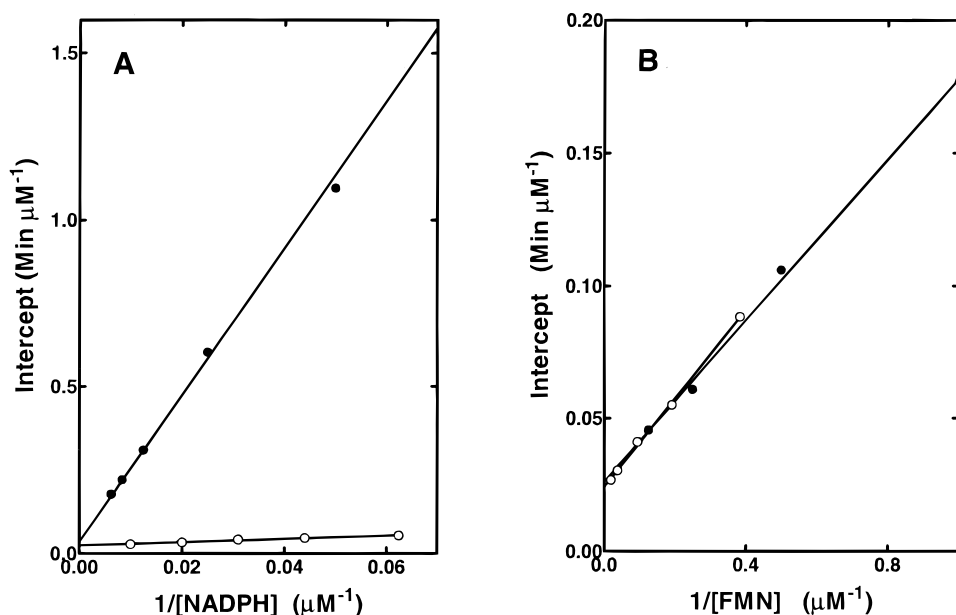 A
1.5
1.0
0.5
0.0
Intercept (Min μM-1)
0.00
0.02
0.04
0.06
1/[NADPH] (μM-1)
B
0.20
0.15
0.10
0.05
0.00
Intercept (Min μM-1)
0.0
0.4
0.8
1/[FMN] (μM-1)